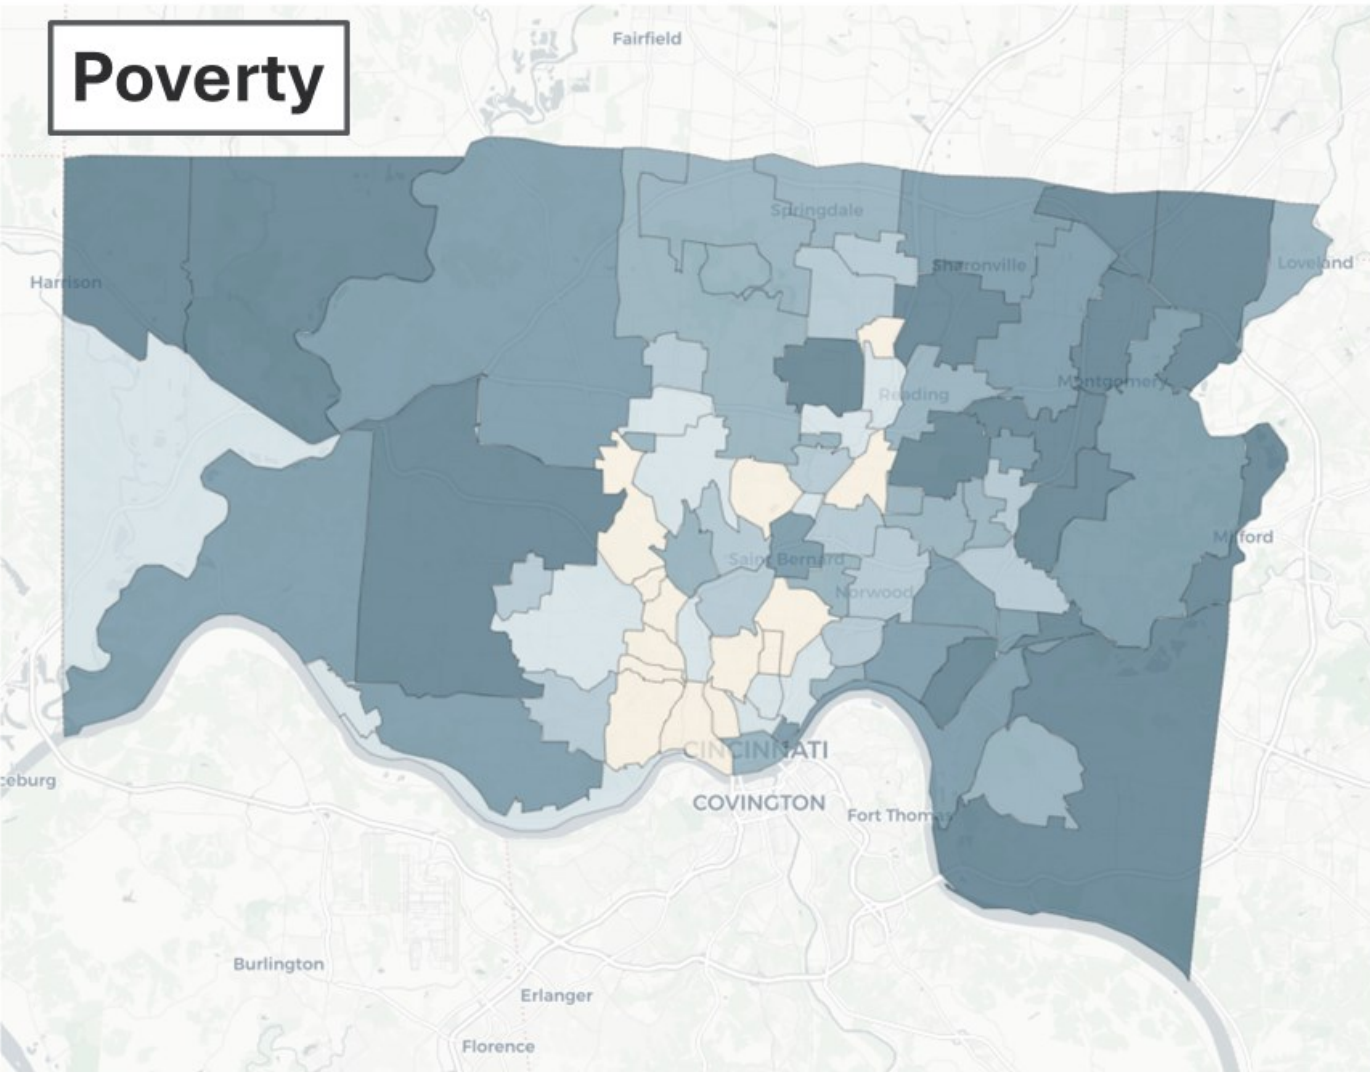 Poverty
Fairfield
Springdale
Sharonville
Loveland
Harrison
Montgomery
Reading
Milford
Saint Bernard
Norwood
CINCINNATI
ceburg
COVINGTON
Fort Thomas
Burlington
Erlanger
Florence